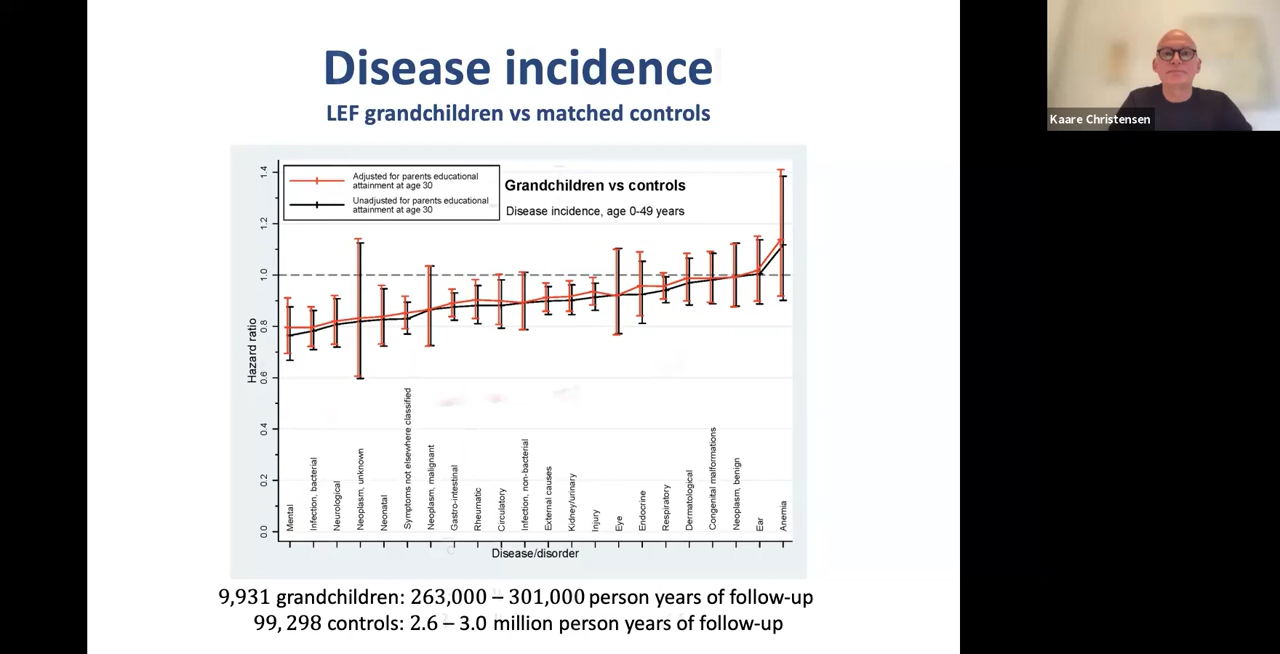 Disease incidence
LEF grandchildren vs matched controls
Adjusted for parents educational
attainment at age 30
Unadjusted for parents educational
attainment at age 30
Grandchildren vs controls
Disease incidence, age 0-49 years
Hazard ratio
1.4
1.2
1.0
0.8
0.6
0.4
0.2
0.0
Mental
Infection, bacterial
Neurological
Neoplasm, unknown
Neonatal
Symptoms not elsewhere classified
Neoplasm, malignant
Gastro-intestinal
Rheumatic
Circulatory
Infection, non-bacterial
External causes
Kidney/urinary
Injury
Eye
Endocrine
Respiratory
Dermatological
Congenital malformations
Neoplasm, benign
Ear
Anemia
Disease/disorder
9,931 grandchildren: 263,000 – 301,000 person years of follow-up
99, 298 controls: 2.6 – 3.0 million person years of follow-up
Kaare Christensen